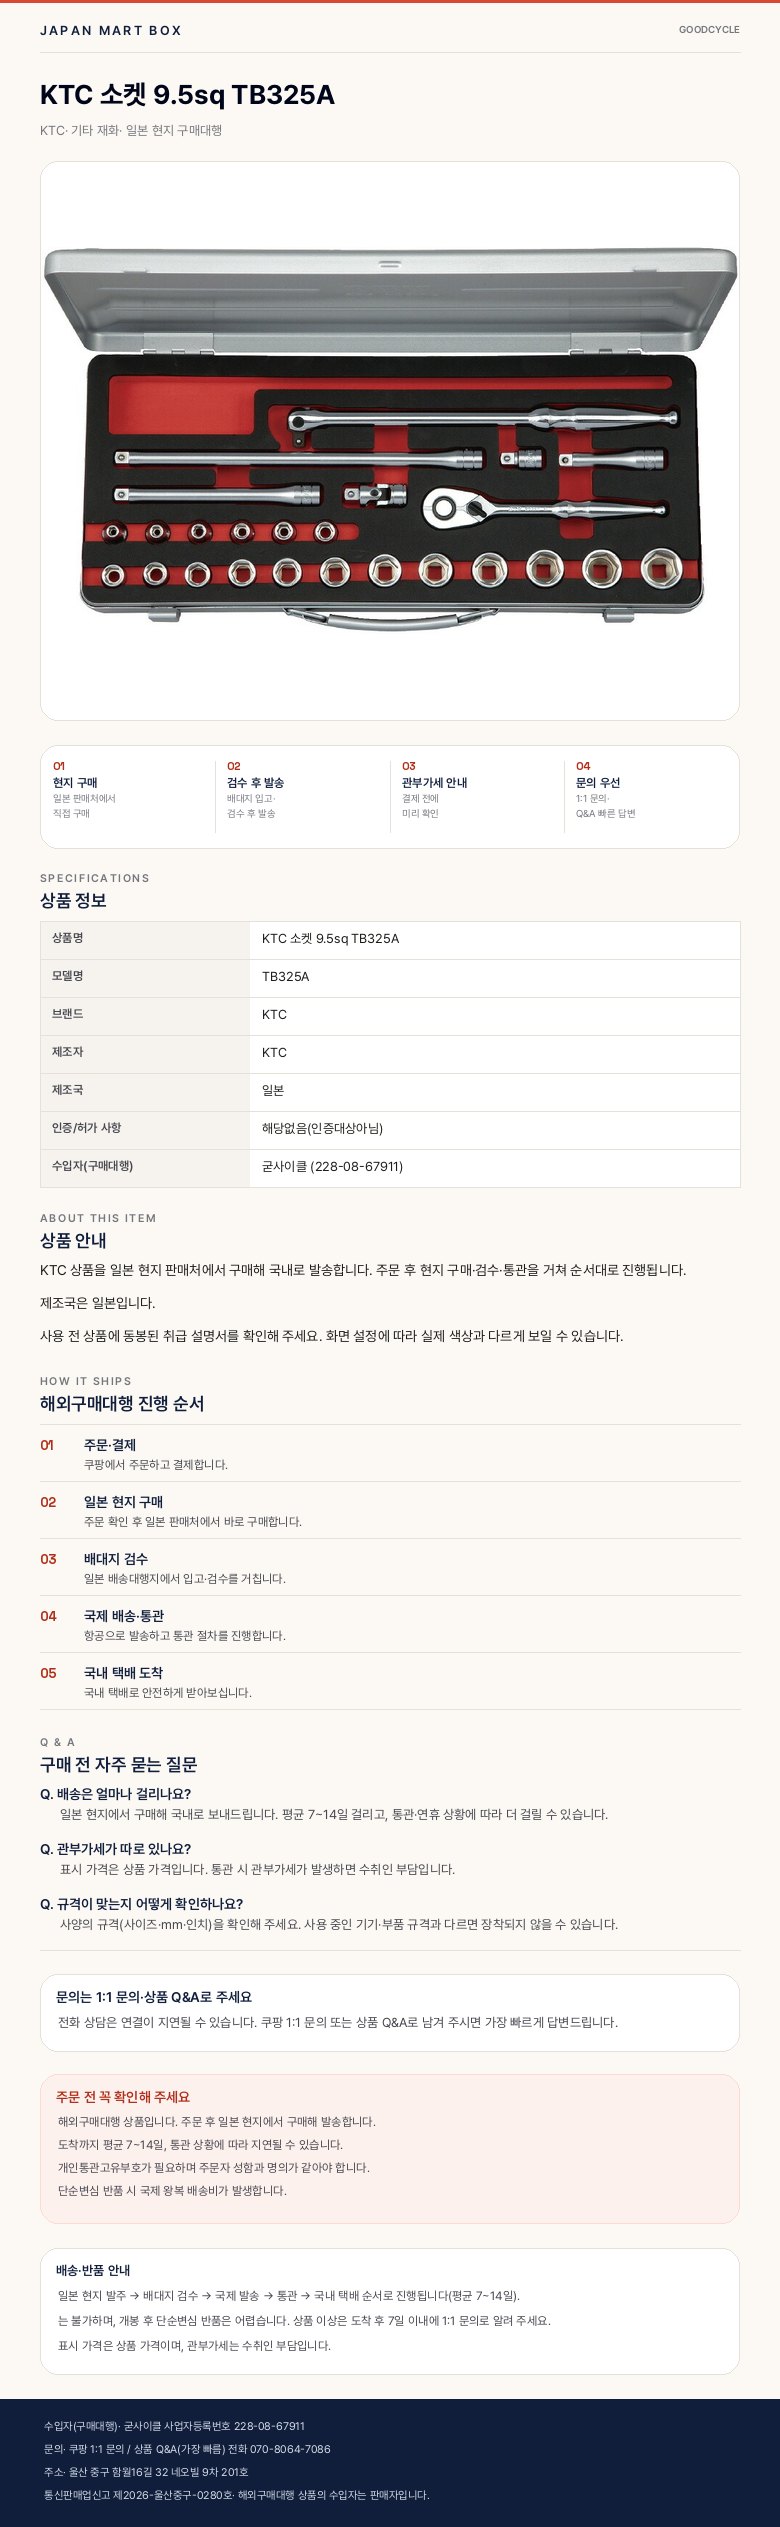 JAPAN MART BOX
GOODCYCLE
KTC 소켓 9.5sq TB325A
KTC· 기타 재화· 일본 현지 구매대행
01
현지 구매
일본 판매처에서
직접 구매
02
검수 후 발송
배대지 입고·
검수 후 발송
03
관부가세 안내
결제 전에
미리 확인
04
문의 우선
1:1 문의·
Q&A 빠른 답변
SPECIFICATIONS
상품 정보
상품명 KTC 소켓 9.5sq TB325A
모델명 TB325A
브랜드 KTC
제조자 KTC
제조국 일본
인증/허가 사항 해당없음(인증대상아님)
수입자(구매대행) 굳사이클 (228-08-67911)
ABOUT THIS ITEM
상품 안내
KTC 상품을 일본 현지 판매처에서 구매해 국내로 발송합니다. 주문 후 현지 구매·검수·통관을 거쳐 순서대로 진행됩니다.
제조국은 일본입니다.
사용 전 상품에 동봉된 취급 설명서를 확인해 주세요. 화면 설정에 따라 실제 색상과 다르게 보일 수 있습니다.
HOW IT SHIPS
해외구매대행 진행 순서
01 주문·결제
쿠팡에서 주문하고 결제합니다.
02 일본 현지 구매
주문 확인 후 일본 판매처에서 바로 구매합니다.
03 배대지 검수
일본 배송대행지에서 입고·검수를 거칩니다.
04 국제 배송·통관
항공으로 발송하고 통관 절차를 진행합니다.
05 국내 택배 도착
국내 택배로 안전하게 받아보십니다.
Q & A
구매 전 자주 묻는 질문
Q. 배송은 얼마나 걸리나요?
일본 현지에서 구매해 국내로 보내드립니다. 평균 7~14일 걸리고, 통관·연휴 상황에 따라 더 걸릴 수 있습니다.
Q. 관부가세가 따로 있나요?
표시 가격은 상품 가격입니다. 통관 시 관부가세가 발생하면 수취인 부담입니다.
Q. 규격이 맞는지 어떻게 확인하나요?
사양의 규격(사이즈·mm·인치)을 확인해 주세요. 사용 중인 기기·부품 규격과 다르면 장착되지 않을 수 있습니다.
문의는 1:1 문의·상품 Q&A로 주세요
전화 상담은 연결이 지연될 수 있습니다. 쿠팡 1:1 문의 또는 상품 Q&A로 남겨 주시면 가장 빠르게 답변드립니다.
주문 전 꼭 확인해 주세요
해외구매대행 상품입니다. 주문 후 일본 현지에서 구매해 발송합니다.
도착까지 평균 7~14일, 통관 상황에 따라 지연될 수 있습니다.
개인통관고유부호가 필요하며 주문자 성함과 명의가 같아야 합니다.
단순변심 반품 시 국제 왕복 배송비가 발생합니다.
배송·반품 안내
일본 현지 발주 → 배대지 검수 → 국제 발송 → 통관 → 국내 택배 순서로 진행됩니다(평균 7~14일).
는 불가하며, 개봉 후 단순변심 반품은 어렵습니다. 상품 이상은 도착 후 7일 이내에 1:1 문의로 알려 주세요.
표시 가격은 상품 가격이며, 관부가세는 수취인 부담입니다.
수입자(구매대행)· 굳사이클 사업자등록번호 228-08-67911
문의· 쿠팡 1:1 문의 / 상품 Q&A(가장 빠름) 전화 070-8064-7086
주소· 울산 중구 함월16길 32 네오빌 9차 201호
통신판매업신고 제2026-울산중구-0280호· 해외구매대행 상품의 수입자는 판매자입니다.